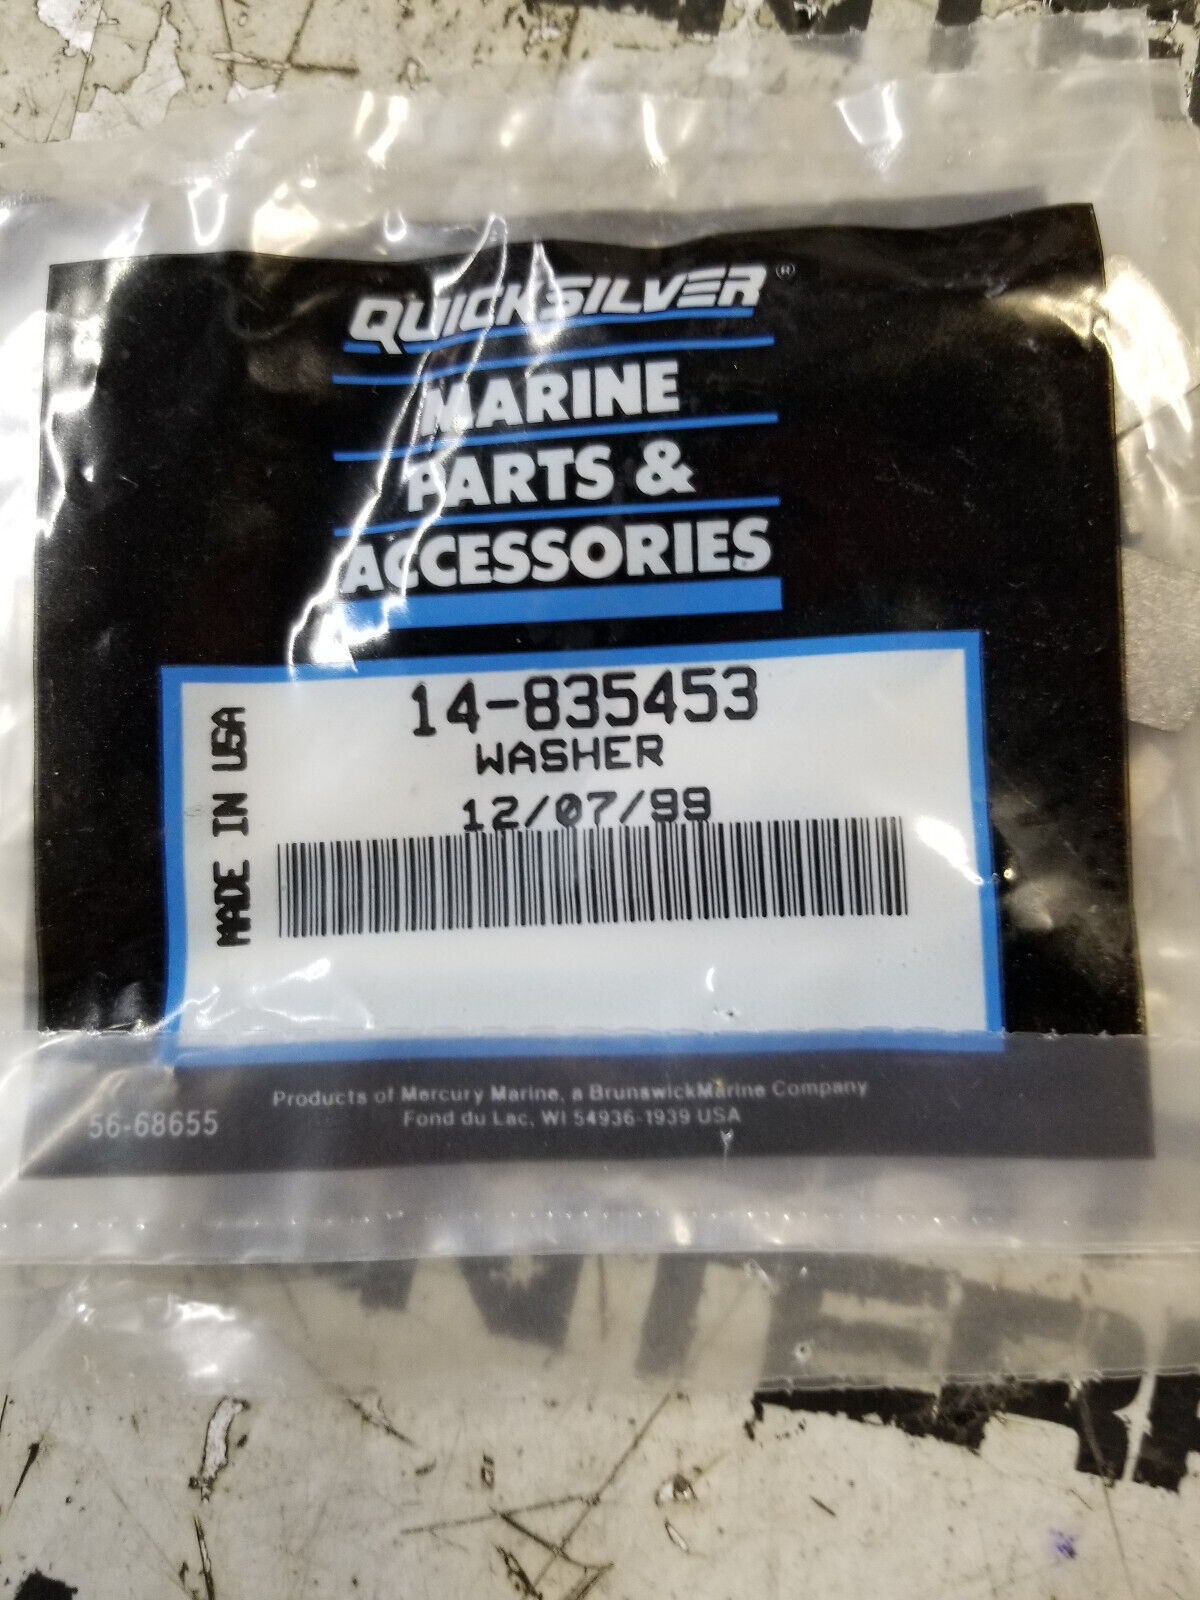 QUICKSILVER®
MARINE
PARTS &
ACCESSORIES
14-835453
WASHER
12/07/99
MADE IN USA
Products of Mercury Marine, a BrunswickMarine Company
Fond du Lac, WI 54936-1939 USA
56-68655